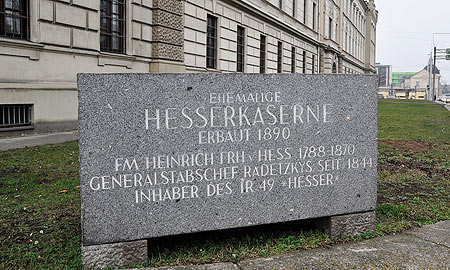 EHEMALIGE
HESSERKASERNE
ERBAUT 1890
FM HEINRICH FRH v HESS 1788-1870
GENERALSTABSCHEF RADETZKYS SEIT 1844
INHABER DES IR 49 "HESSER"